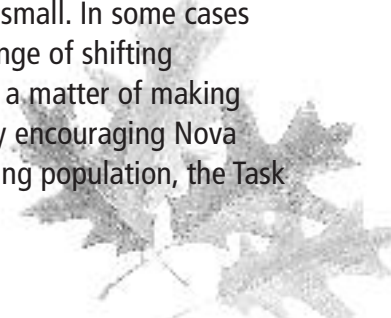 small. In some cases
nge of shifting
a matter of making
y encouraging Nova
ing population, the Task